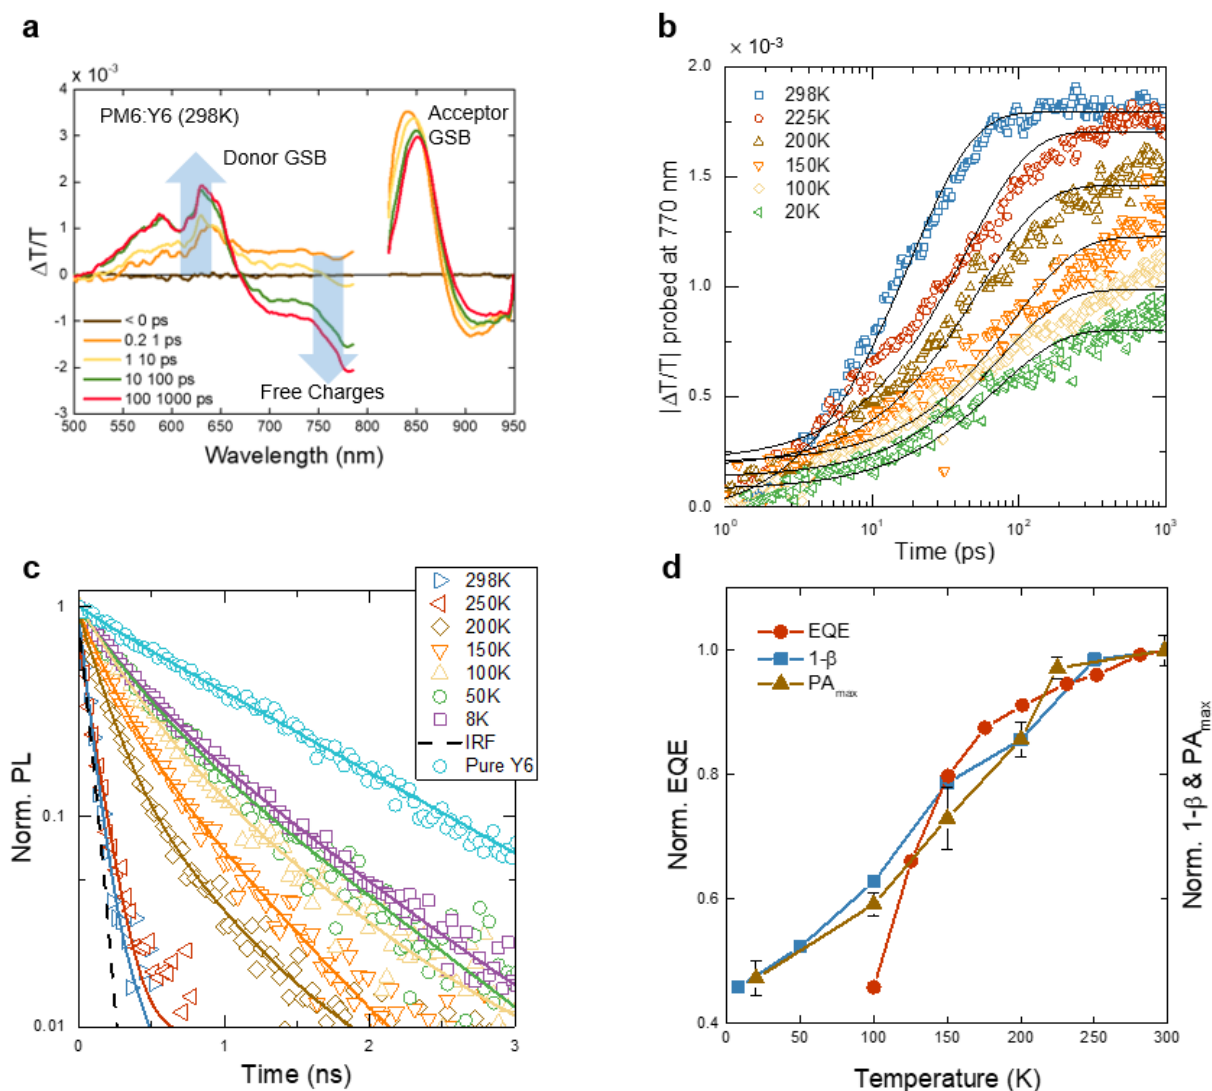 a
x 10⁻³
PM6:Y6 (298K)
Acceptor
GSB
Donor GSB
Free Charges
< 0 ps
0.2 1 ps
1 10 ps
10 100 ps
100 1000 ps
4
3
2
1
0
-1
-2
-3
ΔT/T
500
550
600
650
700
750
800
850
900
950
Wavelength (nm)
b
× 10⁻³
298K
225K
200K
150K
100K
20K
2.0
1.5
1.0
0.5
0.0
|ΔT/T| probed at 770 nm
10⁰
10¹
10²
10³
Time (ps)
c
298K
250K
200K
150K
100K
50K
8K
IRF
Pure Y6
1
0.1
0.01
Norm. PL
0
1
2
3
Time (ns)
d
EQE
1-β
PAmax
1.0
0.8
0.6
0.4
Norm. EQE
Norm. 1-β & PAmax
0
50
100
150
200
250
300
Temperature (K)